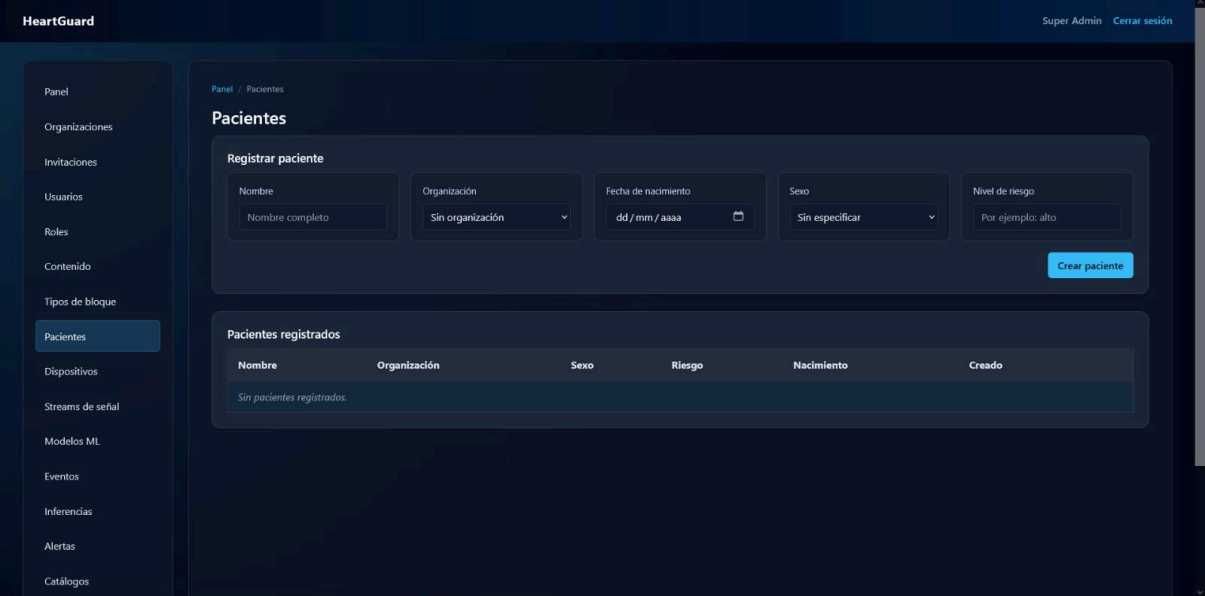 HeartGuard
Super Admin Cerrar sesión
Panel
Organizaciones
Invitaciones
Usuarios
Roles
Contenido
Tipos de bloque
Pacientes
Dispositivos
Streams de señal
Modelos ML
Eventos
Inferencias
Alertas
Catálogos
Panel / Pacientes
Pacientes
Registrar paciente
Nombre
Nombre completo
Organización
Sin organización
Fecha de nacimiento
dd/mm/aaaa
Sexo
Sin especificar
Nivel de riesgo
Por ejemplo: alto
Crear paciente
Pacientes registrados
Nombre Organización Sexo Riesgo Nacimiento Creado
Sin pacientes registrados.